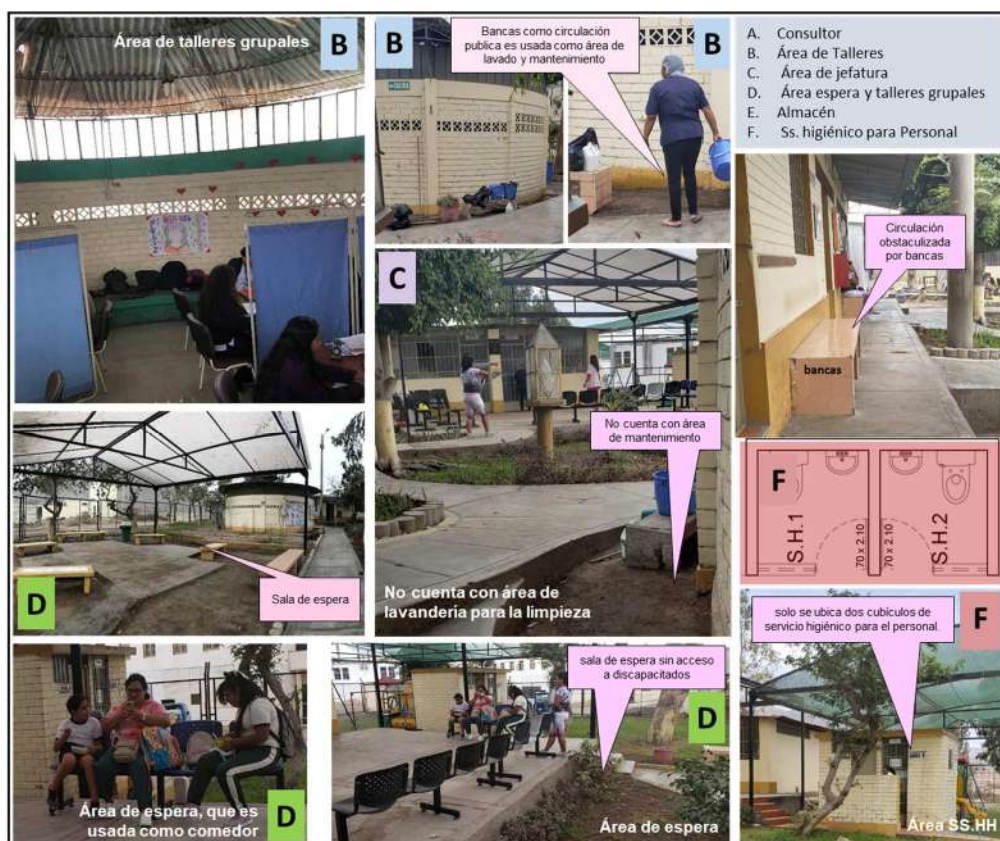 Área de talleres grupales
B
B
Bancas como circulación
publica es usada como área de
lavado y mantenimiento
B
A. Consultor
B. Área de Talleres
C. Área de jefatura
D. Área espera y talleres grupales
E. Almacén
F. Ss. higiénico para Personal
C
No cuenta con área
de mantenimiento
No cuenta con área de
lavandería para la limpieza
Circulación
obstaculizada
por bancas
bancas
D
Sala de espera
F
S.H.1
.70 x 2.10
.70 x 2.10
S.H.2
Área de espera, que es
usada como comedor
D
sala de espera sin acceso
a discapacitados
D
Área de espera
solo se ubica dos cubículos de
servicio higiénico para el personal.
F
Área SS.HH